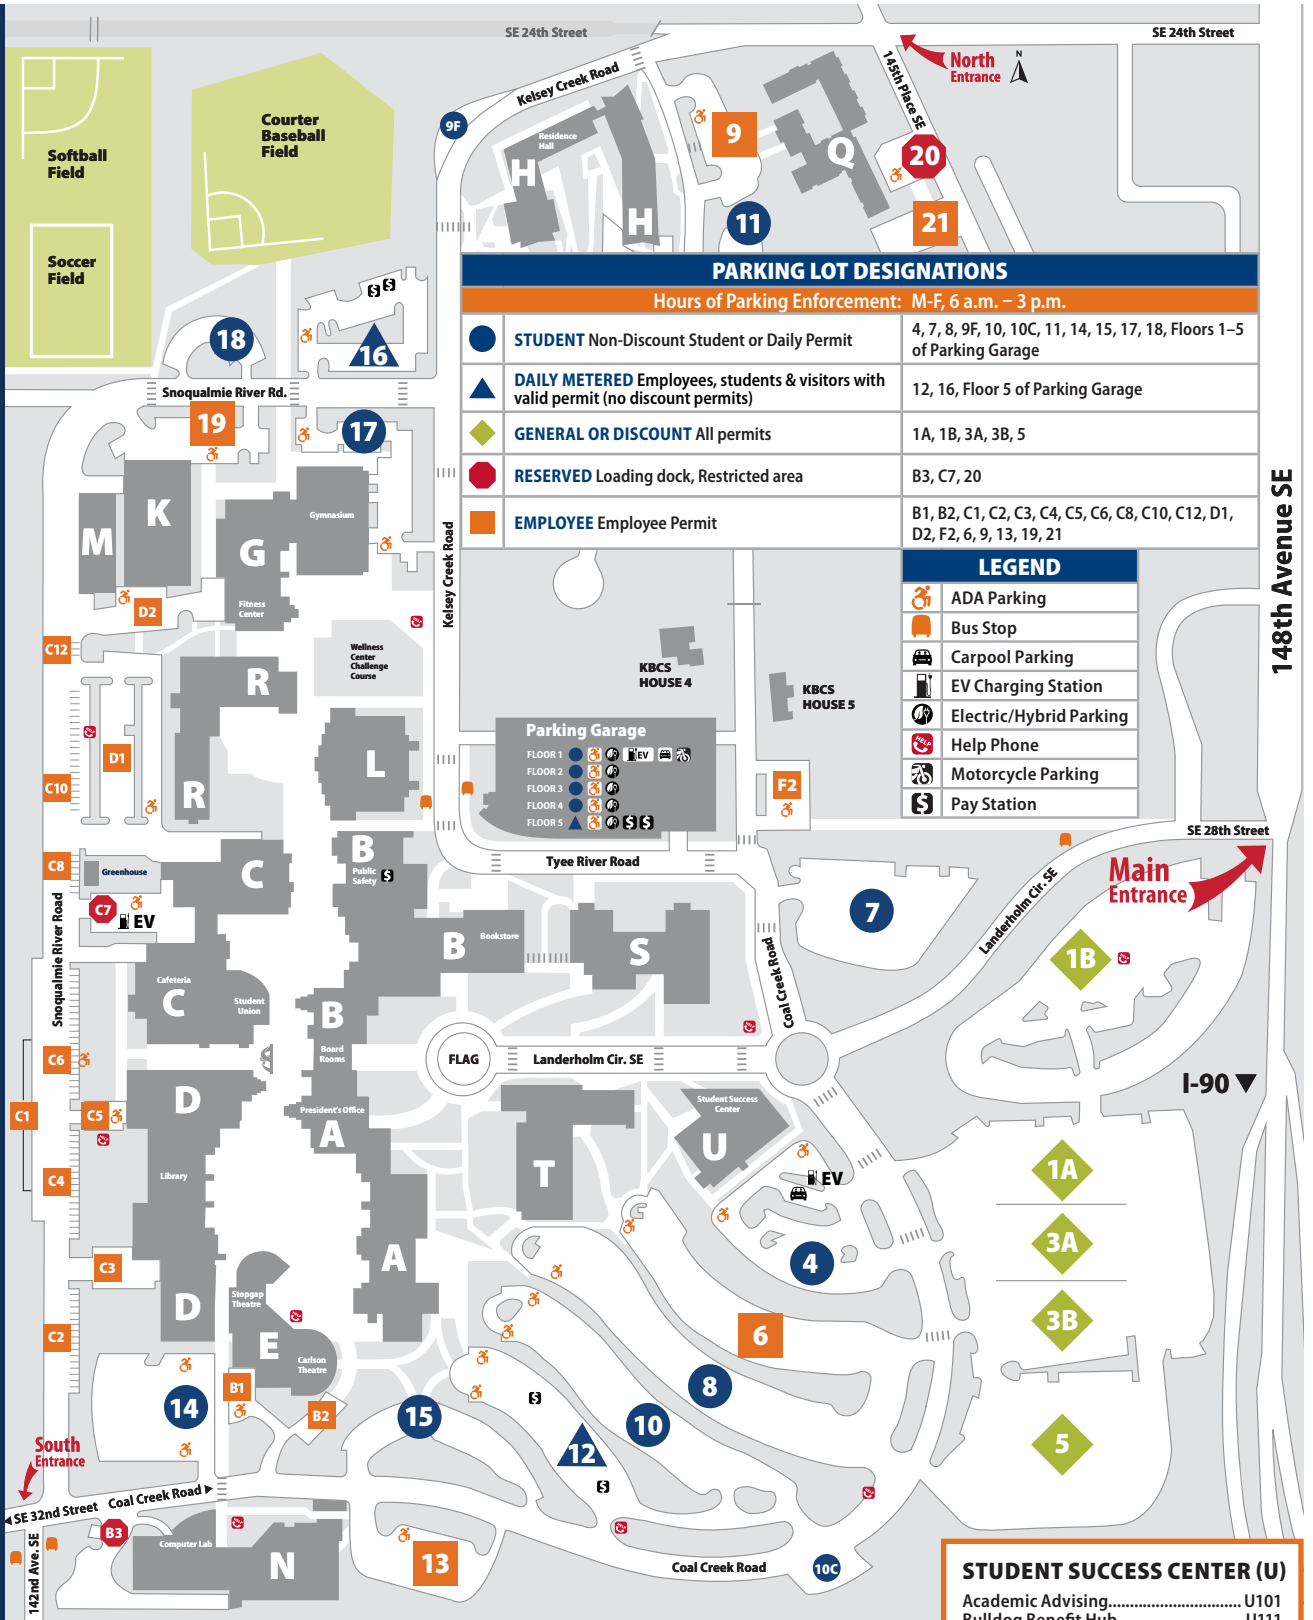 SE 24th Street
SE 24th Street
North
Entrance
N
Kelsey Creek Road
145th Place SE
Softball
Field
Courter
Baseball
Field
9F
Residence
Hall
H
H
9
Q
20
11
21
Soccer
Field
18
16
Snoqualmie River Rd.
19
17
PARKING LOT DESIGNATIONS
Hours of Parking Enforcement: M-F, 6 a.m. – 3 p.m.
STUDENT Non-Discount Student or Daily Permit
4, 7, 8, 9F, 10, 10C, 11, 14, 15, 17, 18, Floors 1–5
of Parking Garage
DAILY METERED Employees, students & visitors with
valid permit (no discount permits)
12, 16, Floor 5 of Parking Garage
GENERAL OR DISCOUNT All permits
1A, 1B, 3A, 3B, 5
RESERVED Loading dock, Restricted area
B3, C7, 20
EMPLOYEE Employee Permit
B1, B2, C1, C2, C3, C4, C5, C6, C8, C10, C12, D1,
D2, F2, 6, 9, 13, 19, 21
LEGEND
ADA Parking
Bus Stop
Carpool Parking
EV Charging Station
Electric/Hybrid Parking
HELP
Help Phone
Motorcycle Parking
$
Pay Station
148th Avenue SE
M
K
G
Gymnasium
Fitness
Center
Kelsey Creek Road
D2
C12
Wellness
Center
Challenge
Course
KBCS
HOUSE 4
KBCS
HOUSE 5
R
R
D1
C10
L
Parking Garage
FLOOR 1
EV
FLOOR 2
FLOOR 3
FLOOR 4
FLOOR 5
$ $
F2
SE 28th Street
Main
Entrance
Tyee River Road
C8
Greenhouse
C
B
Public
Safety
$
C7
EV
7
Landerholm Cir. SE
1B
Snoqualmie River Road
B
Bookstore
S
Coal Creek Road
Cafeteria
C
Student
Union
B
Board
Rooms
FLAG
Landerholm Cir. SE
I-90
C6
C1
C5
D
President's Office
A
Student Success
Center
U
Library
C4
T
EV
1A
3A
3B
4
A
C3
D
Stopgap
Theatre
E
Carlson
Theatre
C2
6
8
10
12
$
$
B1
B2
14
15
5
South
Entrance
SE 32nd Street
Coal Creek Road
142nd Ave. SE
B3
Computer Lab
N
13
Coal Creek Road
10C
STUDENT SUCCESS CENTER (U)
Academic Advising.............................. U101
Bulldog Benefit Hub
U111